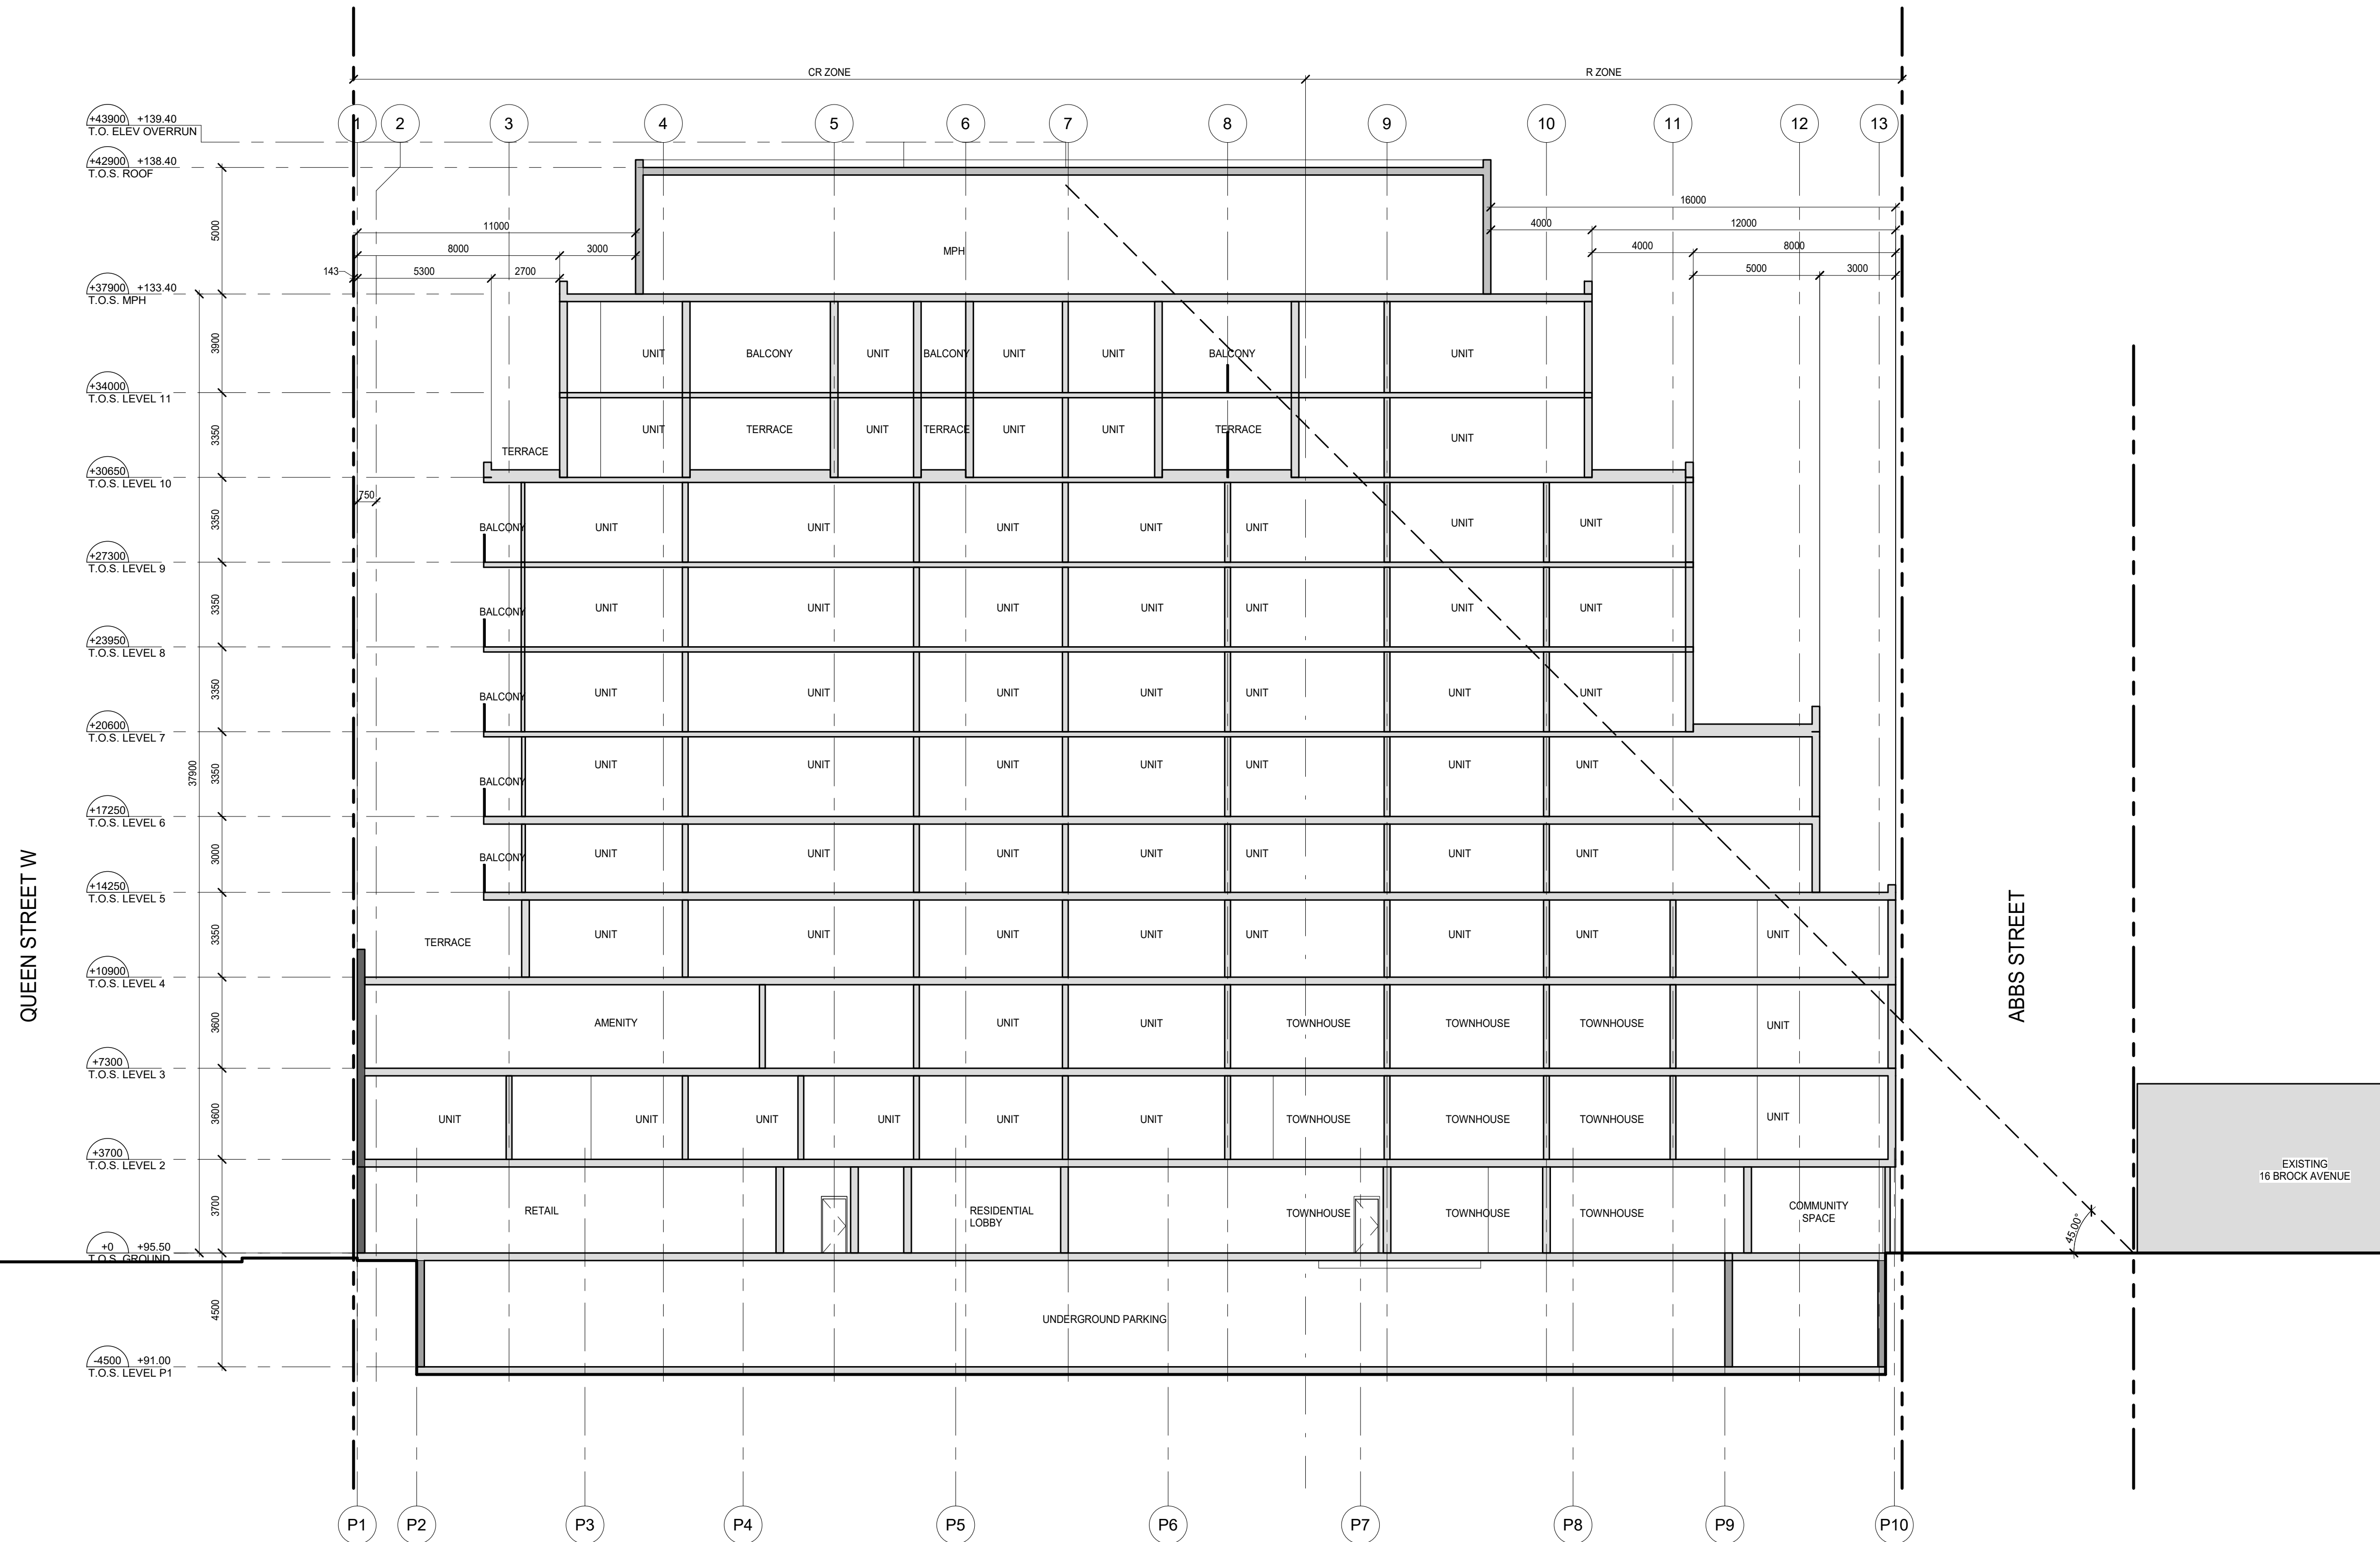 CR ZONE
R ZONE
1
2
3
4
5
6
7
8
9
10
11
12
13
+43900 +139.40
T.O. ELEV OVERRUN
+42900 +138.40
T.O.S. ROOF
16000
11000
4000
12000
5000
MPH
8000
3000
4000
8000
143
5300
2700
5000
3000
+37900 +133.40
T.O.S. MPH
3900
UNIT
BALCONY
UNIT
BALCONY
UNIT
UNIT
BALCONY
UNIT
+34000
T.O.S. LEVEL 11
3350
TERRACE
UNIT
TERRACE
UNIT
TERRACE
UNIT
UNIT
TERRACE
UNIT
+30650
T.O.S. LEVEL 10
750
3350
BALCONY
UNIT
UNIT
UNIT
UNIT
UNIT
UNIT
UNIT
+27300
T.O.S. LEVEL 9
3350
BALCONY
UNIT
UNIT
UNIT
UNIT
UNIT
UNIT
UNIT
+23950
T.O.S. LEVEL 8
3350
BALCONY
UNIT
UNIT
UNIT
UNIT
UNIT
UNIT
UNIT
+20600
T.O.S. LEVEL 7
37900
3350
BALCONY
UNIT
UNIT
UNIT
UNIT
UNIT
UNIT
UNIT
+17250
T.O.S. LEVEL 6
3000
BALCONY
UNIT
UNIT
UNIT
UNIT
UNIT
UNIT
UNIT
+14250
T.O.S. LEVEL 5
QUEEN STREET W
3350
TERRACE
UNIT
UNIT
UNIT
UNIT
UNIT
UNIT
UNIT
UNIT
ABBS STREET
+10900
T.O.S. LEVEL 4
3600
AMENITY
UNIT
UNIT
TOWNHOUSE
TOWNHOUSE
TOWNHOUSE
UNIT
+7300
T.O.S. LEVEL 3
3600
UNIT
UNIT
UNIT
UNIT
UNIT
UNIT
TOWNHOUSE
TOWNHOUSE
TOWNHOUSE
UNIT
+3700
T.O.S. LEVEL 2
EXISTING
16 BROCK AVENUE
3700
RETAIL
RESIDENTIAL
LOBBY
TOWNHOUSE
TOWNHOUSE
TOWNHOUSE
COMMUNITY
SPACE
45.00°
+0 +95.50
T.O.S. GROUND
4500
UNDERGROUND PARKING
-4500 +91.00
T.O.S. LEVEL P1
P1
P2
P3
P4
P5
P6
P7
P8
P9
P10